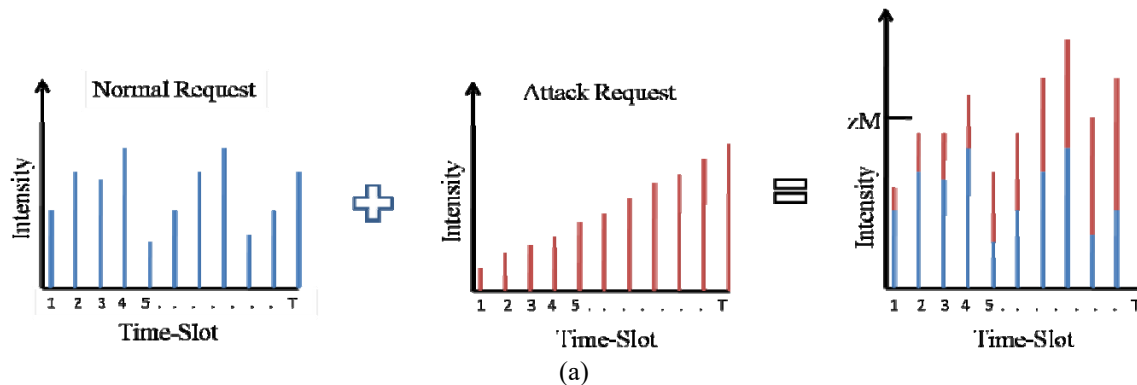 Normal Request
Intensity
1 2 3 4 5 . . . . . . T
Time-Slot
Attack Request
Intensity
1 2 3 4 5 . . . . . T
Time-Slot
zM
Intensity
1 2 3 4 5 . . . . . T
Time-Slot
(a)